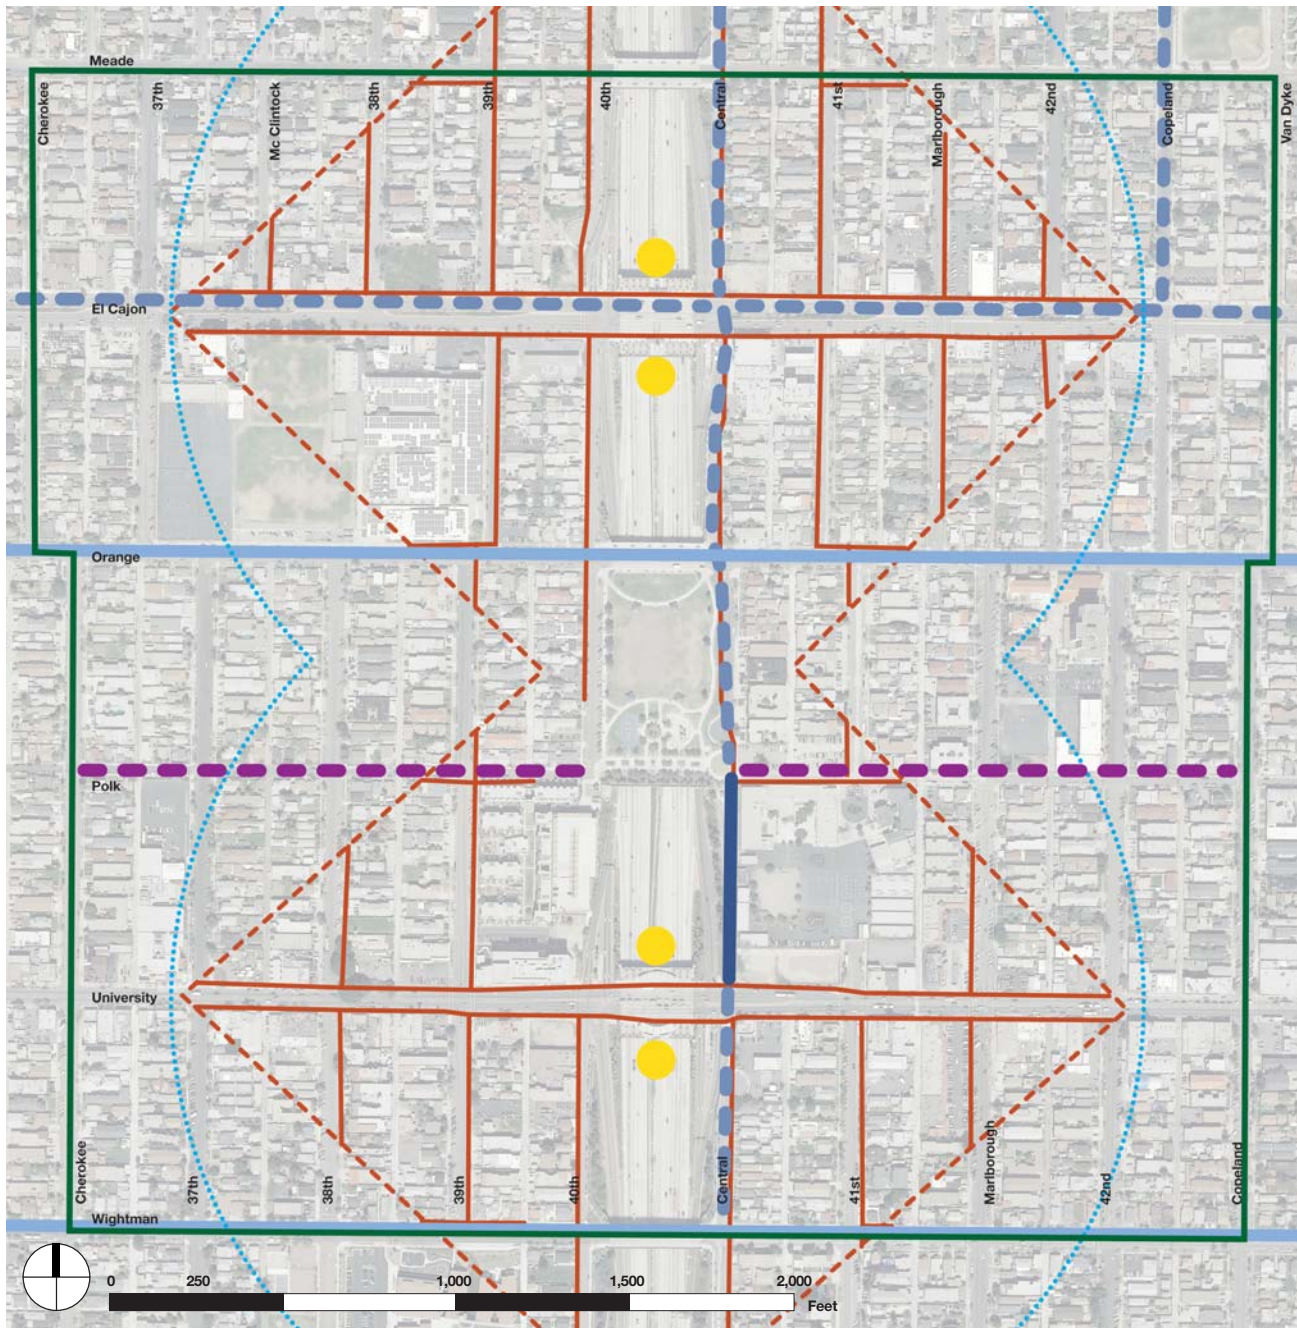 Meade
Cherokee
37th
Mc Clintock
38th
39th
40th
Central
41st
Marlborough
42nd
Copeland
Van Dyke
El Cajon
Orange
Polk
University
Cherokee
37th
38th
39th
40th
Central
41st
Marlborough
42nd
Copeland
Wightman
0 250 1,000 1,500 2,000
Feet